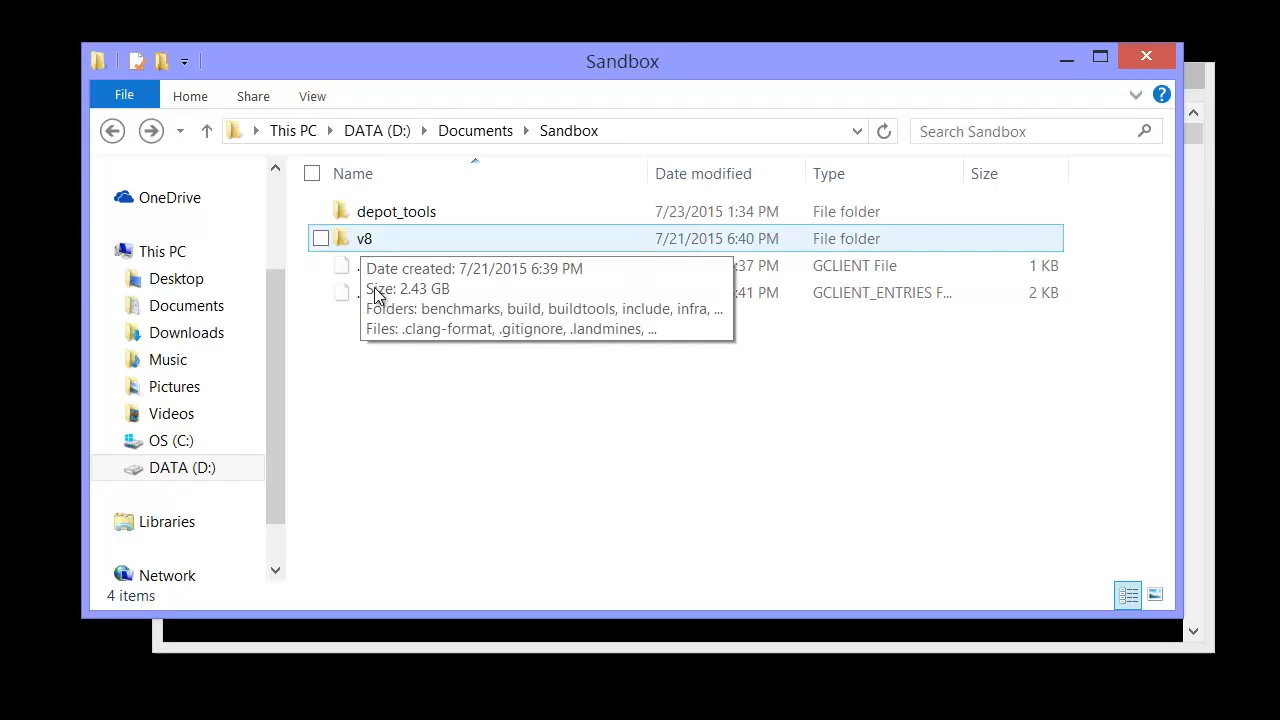 Sandbox
File Home Share View
This PC DATA (D:) Documents Sandbox
Search Sandbox
Name Date modified Type Size
OneDrive
This PC
Desktop
Documents
Downloads
Music
Pictures
Videos
OS (C:)
DATA (D:)
Libraries
Network
depot_tools 7/23/2015 1:34 PM File folder
v8 7/21/2015 6:40 PM File folder
:37 PM GCLIENT File 1 KB
:41 PM GCLIENT_ENTRIES F... 2 KB
Date created: 7/21/2015 6:39 PM
Size: 2.43 GB
Folders: benchmarks, build, buildtools, include, infra, ...
Files: .clang-format, .gitignore, .landmines, ...
4 items